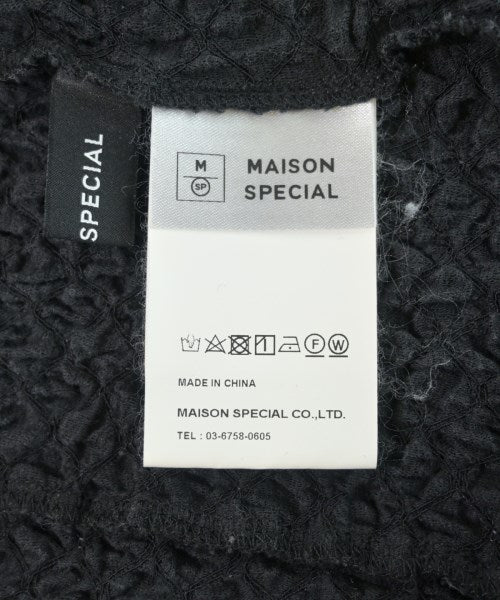 SPECIAL
M
SP
MAISON
SPECIAL
F W
MADE IN CHINA
MAISON SPECIAL CO.,LTD.
TEL : 03-6758-0605